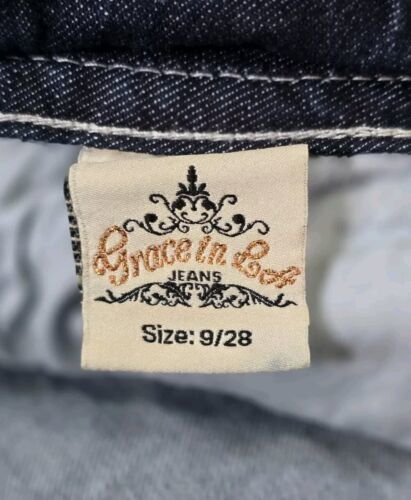 Grace in LA
JEANS
Size: 9/28